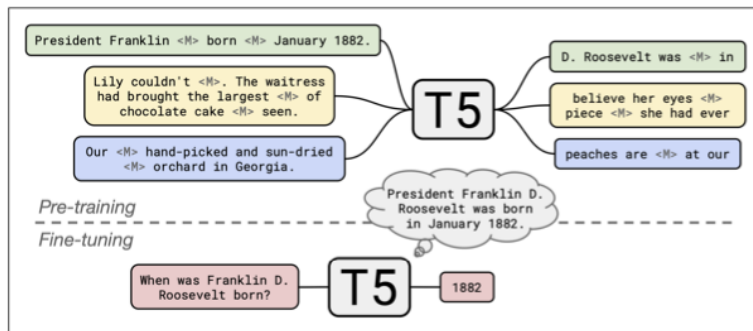 President Franklin <M> born <M> January 1882.
D. Roosevelt was <M> in
Lily couldn't <M>. The waitress
had brought the largest <M> of
chocolate cake <M> seen.
believe her eyes <M>
piece <M> she had ever
Our <M> hand-picked and sun-dried
<M> orchard in Georgia.
peaches are <M> at our
T5
Pre-training
President Franklin D.
Roosevelt was born
in January 1882.
Fine-tuning
When was Franklin D.
Roosevelt born?
T5
1882